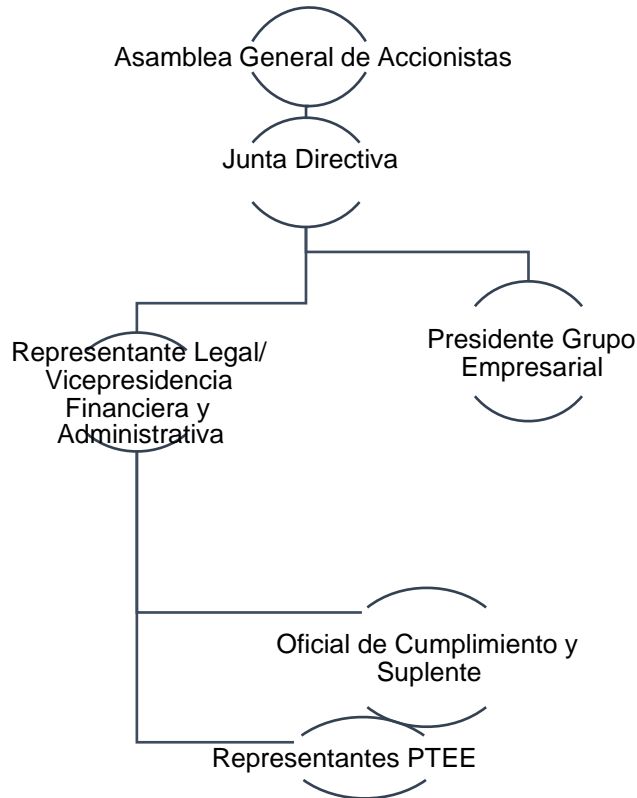 Asamblea General de Accionistas
Junta Directiva
Representante Legal/
Vicepresidencia
Financiera y
Administrativa
Presidente Grupo
Empresarial
Oficial de Cumplimiento y
Suplente
Representantes PTEE